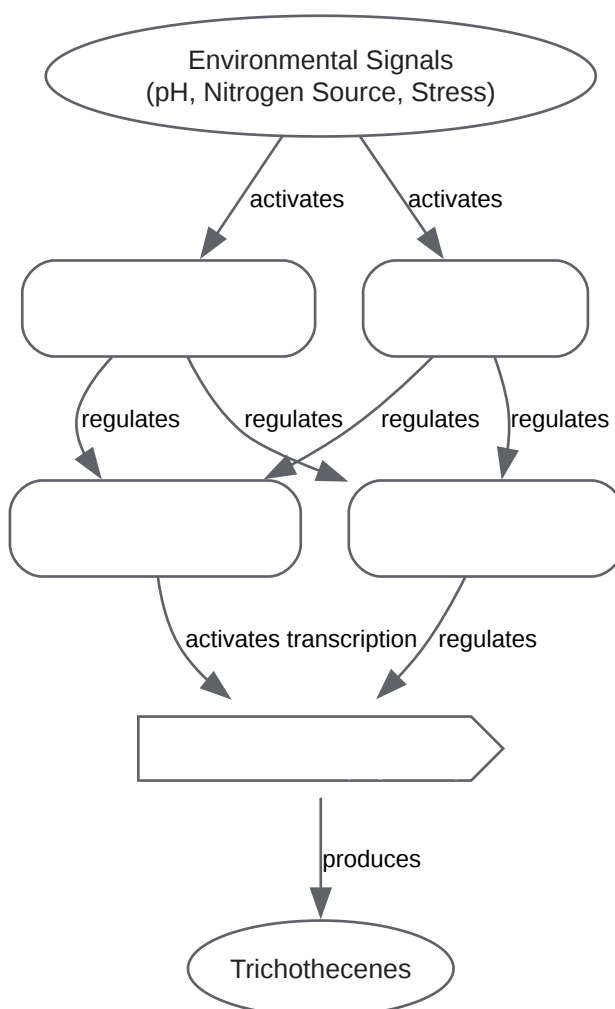 Environmental Signals
(pH, Nitrogen Source, Stress)
activates
activates
regulates
regulates
regulates
regulates
activates transcription
regulates
produces
Trichothecenes